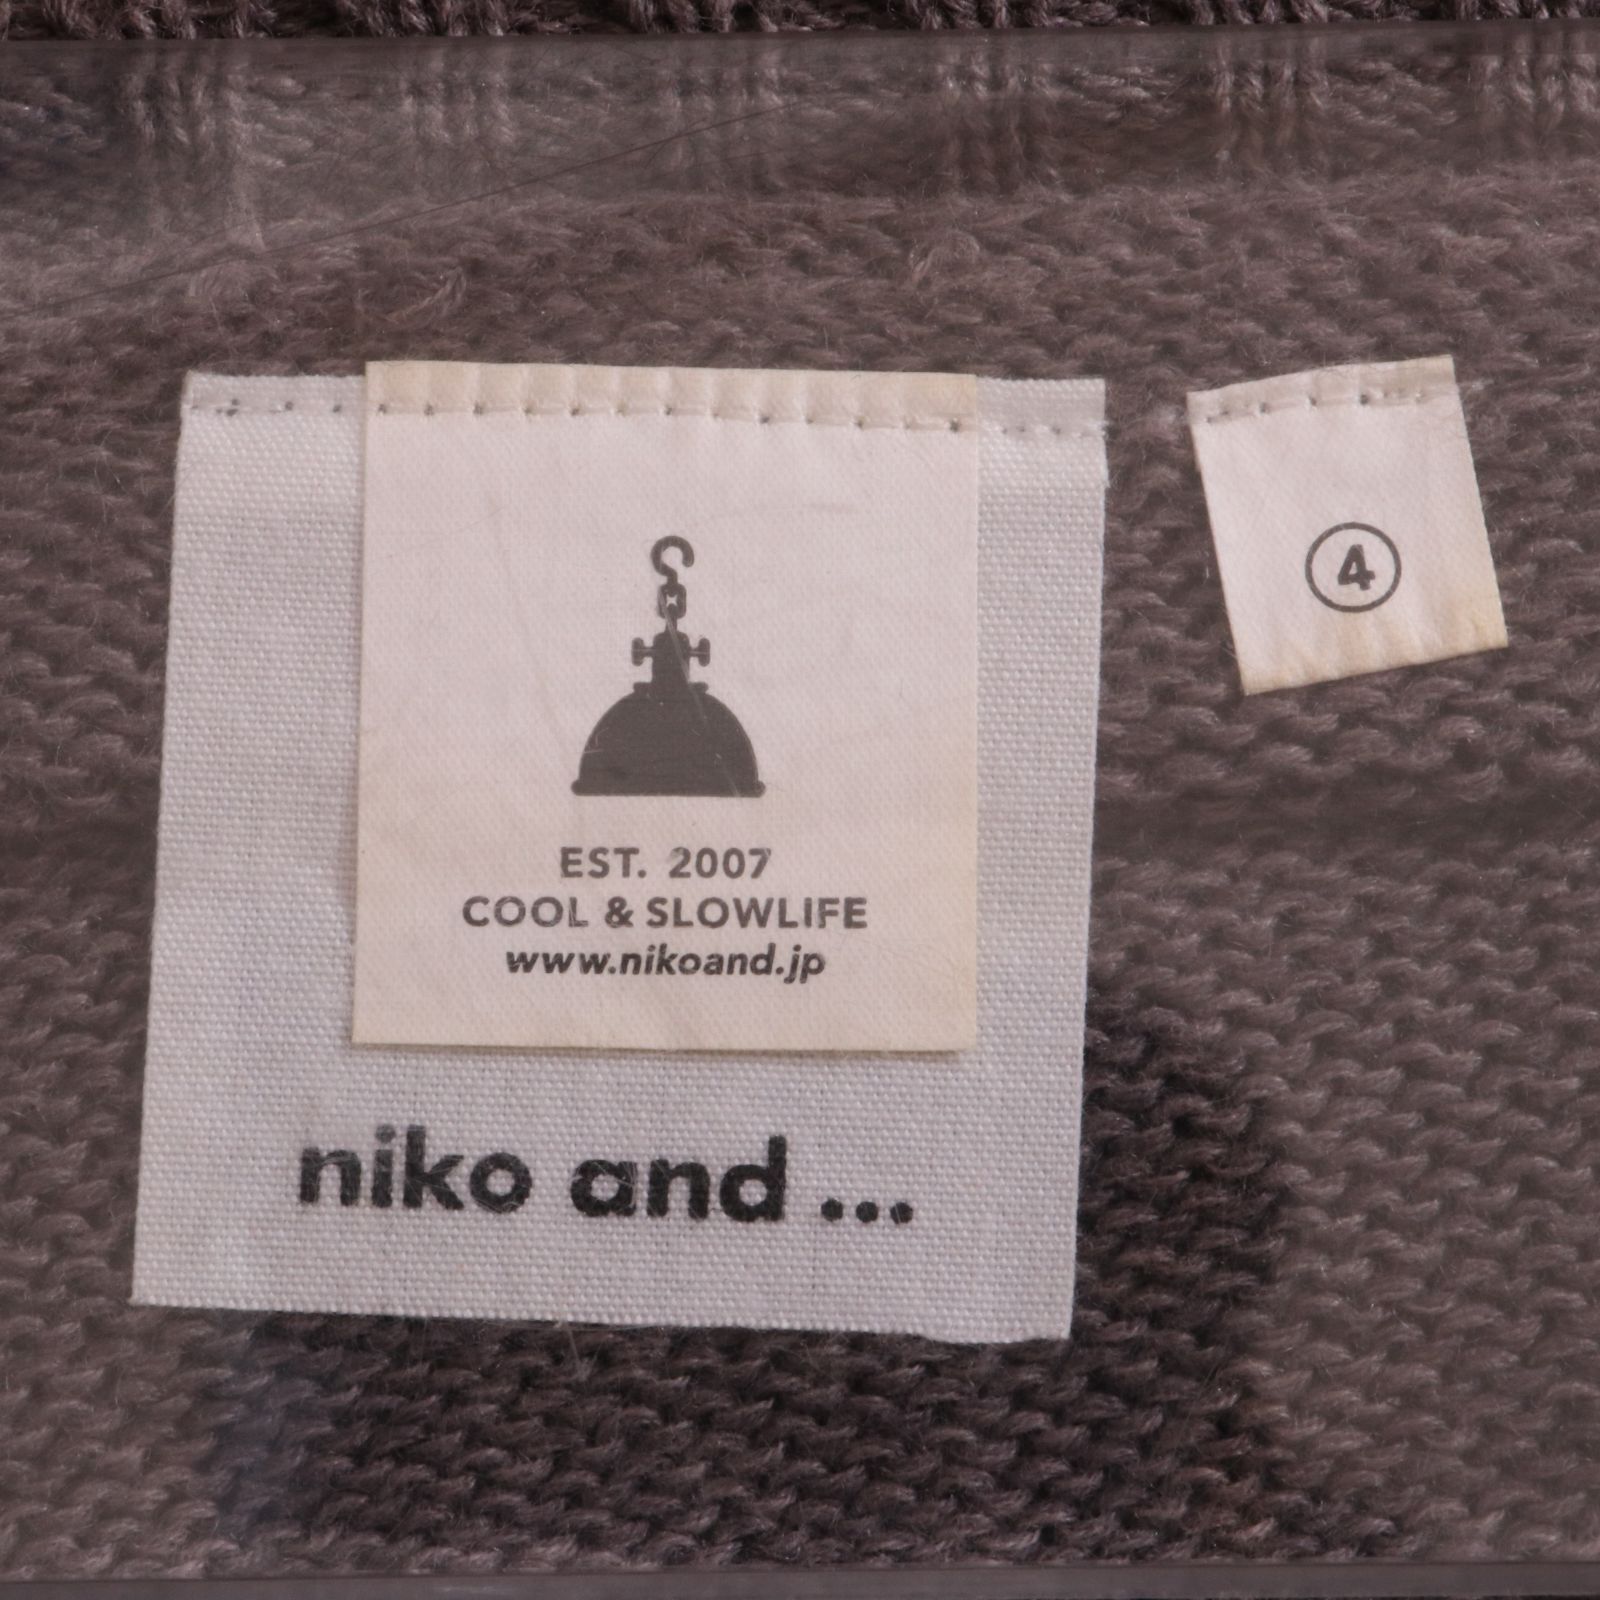 EST. 2007
COOL & SLOWLIFE
www.nikoand.jp
niko and ...
4